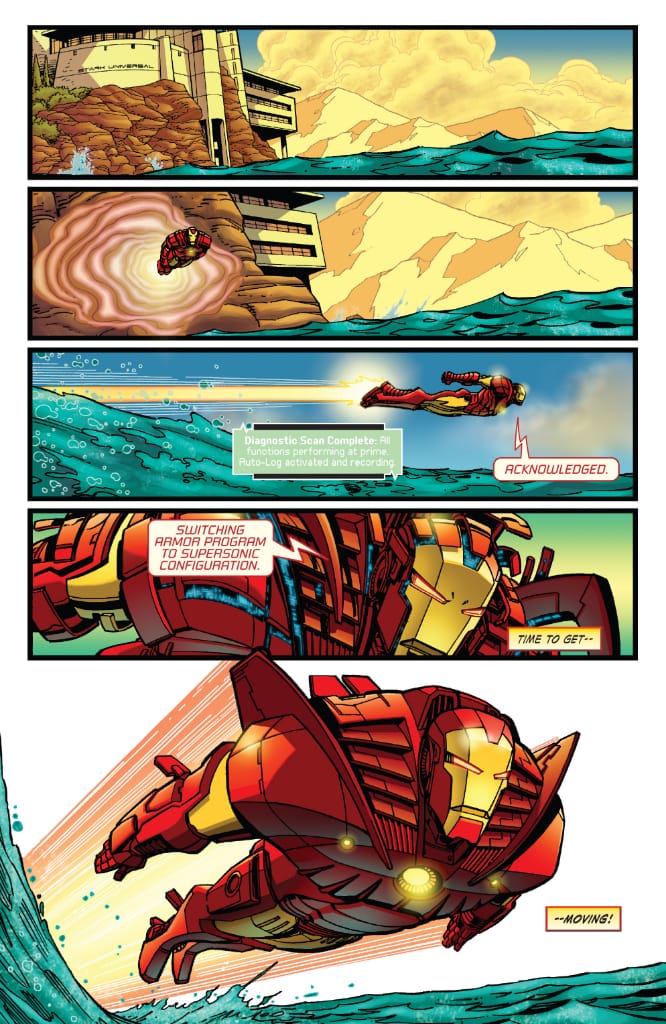 STARK UNIVERSAL
Diagnostic Scan Complete: All
functions performing at prime.
Auto-Log activated and recording
ACKNOWLEDGED.
SWITCHING
ARMOR PROGRAM
TO SUPERSONIC
CONFIGURATION.
TIME TO GET--
--MOVING!